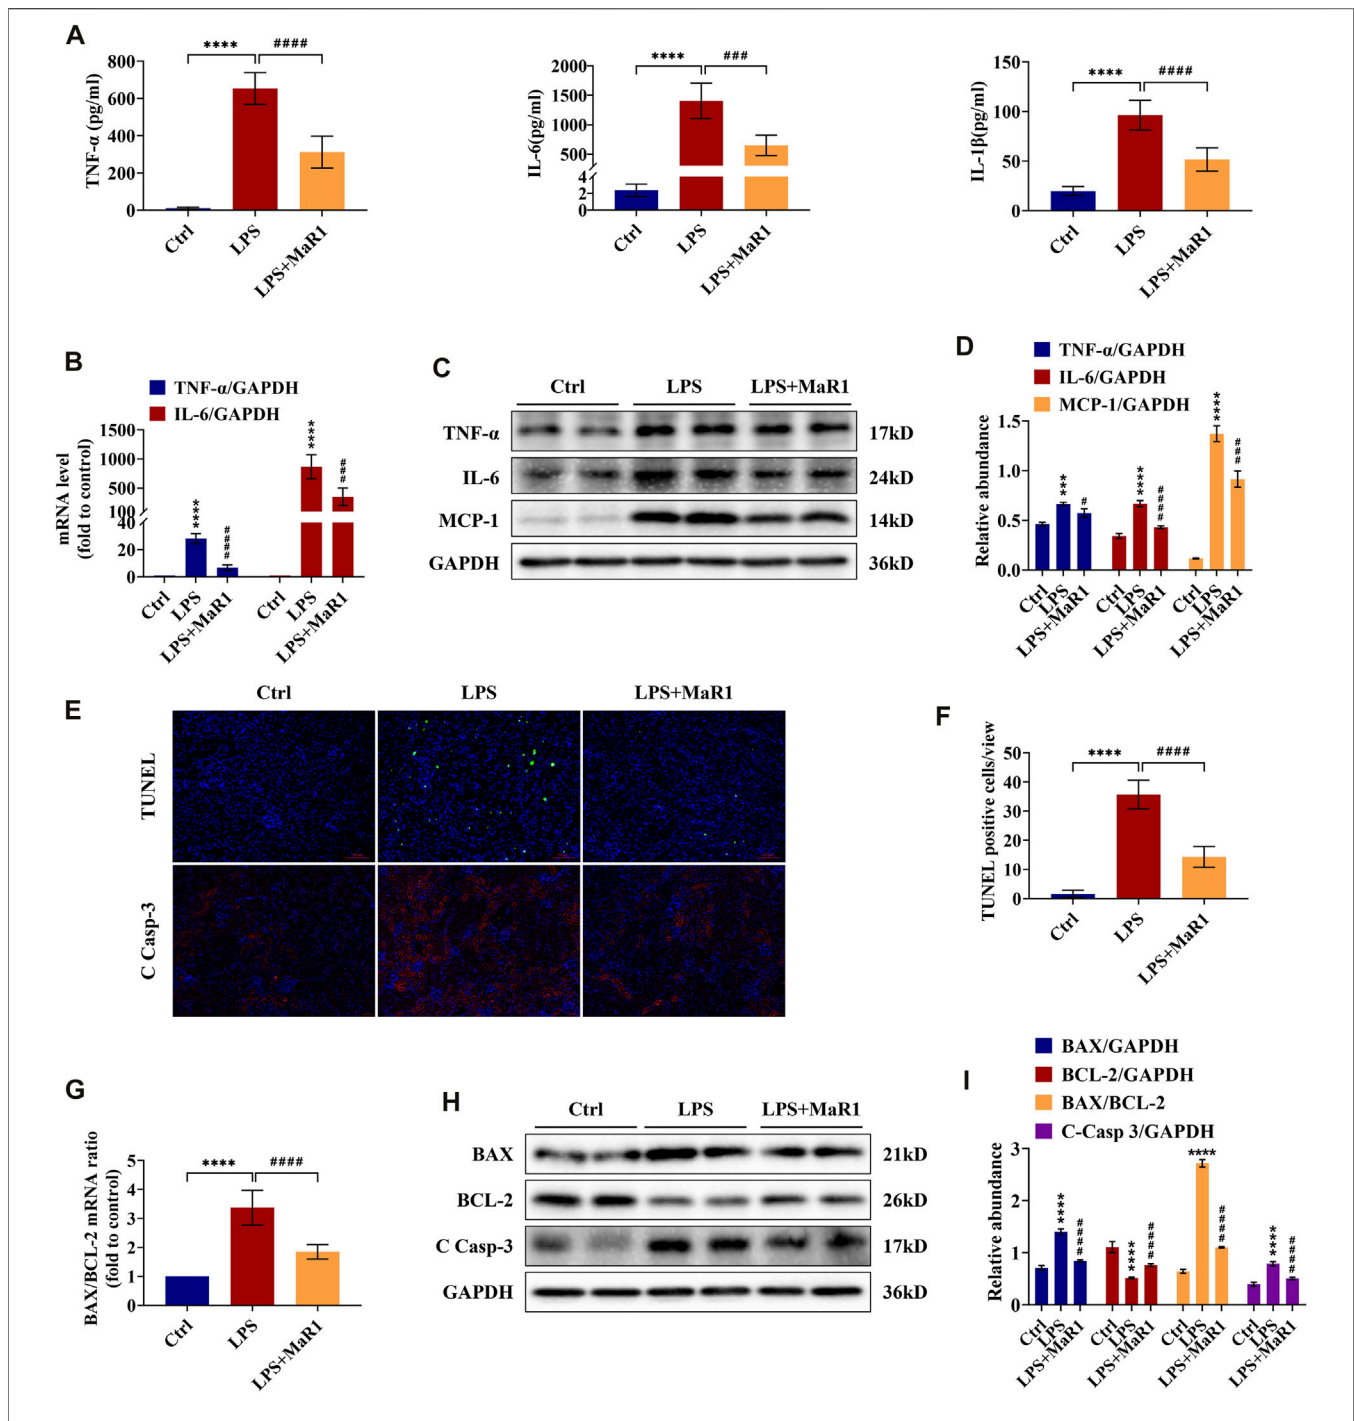 A
TNF-α (pg/ml)
800
600
400
200
0
****
####
Ctrl
LPS
LPS+MaR1
IL-6(pg/ml)
2000
1500
1000
500
4
2
0
****
###
Ctrl
LPS
LPS+MaR1
IL-1β(pg/ml)
150
100
50
0
****
####
Ctrl
LPS
LPS+MaR1
B
TNF-α/GAPDH
IL-6/GAPDH
mRNA level
(fold to control)
1500
1000
500
100
40
20
0
****
####
****
###
Ctrl
LPS
LPS+MaR1
Ctrl
LPS
LPS+MaR1
C
Ctrl LPS LPS+MaR1
TNF-α 17kD
IL-6 24kD
MCP-1 14kD
GAPDH 36kD
D
TNF-α/GAPDH
IL-6/GAPDH
MCP-1/GAPDH
Relative abundance
1.5
1.0
0.5
0.0
***
#
****
####
****
###
Ctrl
LPS
LPS+MaR1
Ctrl
LPS
LPS+MaR1
Ctrl
LPS
LPS+MaR1
E
Ctrl LPS LPS+MaR1
TUNEL
C Casp-3
F
TUNEL positive cells/view
50
40
30
20
10
0
****
####
Ctrl
LPS
LPS+MaR1
G
BAX/BCL-2 mRNA ratio
(fold to control)
5
4
3
2
1
0
****
####
Ctrl
LPS
LPS+MaR1
H
Ctrl LPS LPS+MaR1
BAX 21kD
BCL-2 26kD
C Casp-3 17kD
GAPDH 36kD
I
BAX/GAPDH
BCL-2/GAPDH
BAX/BCL-2
C-Casp 3/GAPDH
Relative abundance
3
2
1
0
****
####
****
####
****
####
****
####
Ctrl
LPS
LPS+MaR1
Ctrl
LPS
LPS+MaR1
Ctrl
LPS
LPS+MaR1
Ctrl
LPS
LPS+MaR1